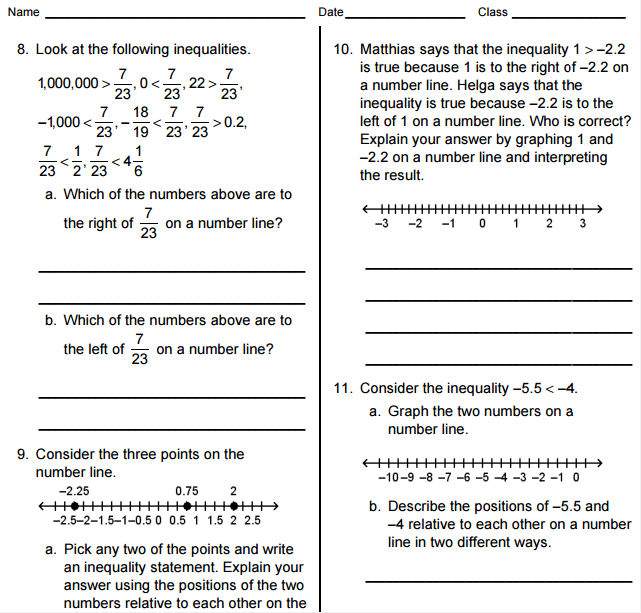 Name Date Class
8. Look at the following inequalities.
1,000,000 > 7/23, 0 < 7/23, 22 > 7/23,
–1,000 < 7/23, –18/19 < 7/23, 7/23 > 0.2,
7/23 < 1/2, 7/23 < 4 1/6
a. Which of the numbers above are to
the right of 7/23 on a number line?
b. Which of the numbers above are to
the left of 7/23 on a number line?
9. Consider the three points on the
number line.
–2.25 0.75 2
–2.5–2–1.5–1–0.5 0 0.5 1 1.5 2 2.5
a. Pick any two of the points and write
an inequality statement. Explain your
answer using the positions of the two
numbers relative to each other on the
10. Matthias says that the inequality 1 > –2.2
is true because 1 is to the right of –2.2 on
a number line. Helga says that the
inequality is true because –2.2 is to the
left of 1 on a number line. Who is correct?
Explain your answer by graphing 1 and
–2.2 on a number line and interpreting
the result.
–3 –2 –1 0 1 2 3
11. Consider the inequality –5.5 < –4.
a. Graph the two numbers on a
number line.
–10 –9 –8 –7 –6 –5 –4 –3 –2 –1 0
b. Describe the positions of –5.5 and
–4 relative to each other on a number
line in two different ways.